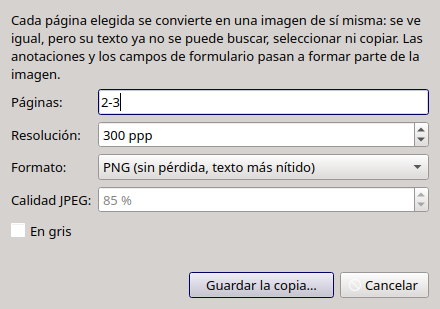 Cada página elegida se convierte en una imagen de sí misma: se ve
igual, pero su texto ya no se puede buscar, seleccionar ni copiar. Las
anotaciones y los campos de formulario pasan a formar parte de la
imagen.
Páginas: 2-3
Resolución: 300 ppp
Formato: PNG (sin pérdida, texto más nítido)
Calidad JPEG: 85 %
En gris
Guardar la copia... Cancelar